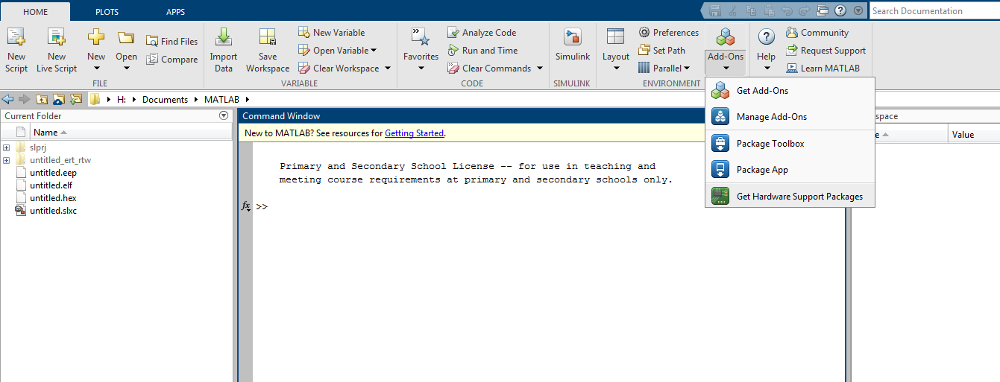 HOME PLOTS APPS Search Documentation
New Script
New Live Script
New
Open
Find Files
Compare
FILE
Import Data
Save Workspace
New Variable
Open Variable
Clear Workspace
VARIABLE
Favorites
Analyze Code
Run and Time
Clear Commands
CODE
Simulink
SIMULINK
Layout
Preferences
Set Path
Parallel
Add-Ons
ENVIRONMENT
Help
Community
Request Support
Learn MATLAB
Get Add-Ons
Manage Add-Ons
Package Toolbox
Package App
Get Hardware Support Packages
H: Documents MATLAB
Current Folder
Name
slprj
untitled_ert_rtw
untitled.eep
untitled.elf
untitled.hex
untitled.slxc
Command Window
New to MATLAB? See resources for Getting Started.
Primary and Secondary School License -- for use in teaching and
meeting course requirements at primary and secondary schools only.
fx >>
space
e Value